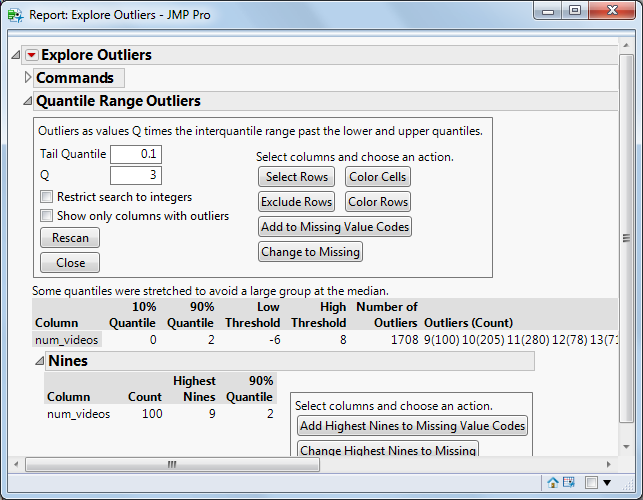 Report: Explore Outliers - JMP Pro
Explore Outliers
Commands
Quantile Range Outliers
Outliers as values Q times the interquantile range past the lower and upper quantiles.
Tail Quantile 0.1
Q 3
Restrict search to integers
Show only columns with outliers
Rescan
Close
Select columns and choose an action.
Select Rows Color Cells
Exclude Rows Color Rows
Add to Missing Value Codes
Change to Missing
Some quantiles were stretched to avoid a large group at the median.
10% 90% Low High Number of
Column Quantile Quantile Threshold Threshold Outliers Outliers (Count)
num_videos 0 2 -6 8 1708 9(100) 10(205) 11(280) 12(78) 13(71
Nines
Highest 90%
Column Count Nines Quantile
num_videos 100 9 2
Select columns and choose an action.
Add Highest Nines to Missing Value Codes
Change Highest Nines to Missing